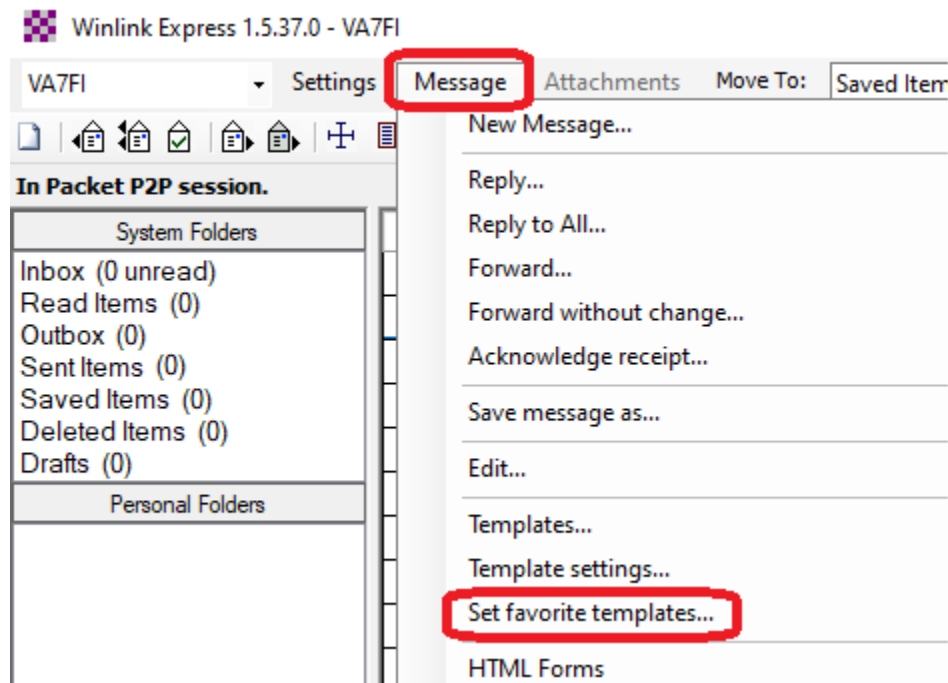 Winlink Express 1.5.37.0 - VA7FI
VA7FI Settings Message Attachments Move To: Saved Item
In Packet P2P session.
System Folders
Inbox (0 unread)
Read Items (0)
Outbox (0)
Sent Items (0)
Saved Items (0)
Deleted Items (0)
Drafts (0)
Personal Folders
New Message...
Reply...
Reply to All...
Forward...
Forward without change...
Acknowledge receipt...
Save message as...
Edit...
Templates...
Template settings...
Set favorite templates...
HTML Forms